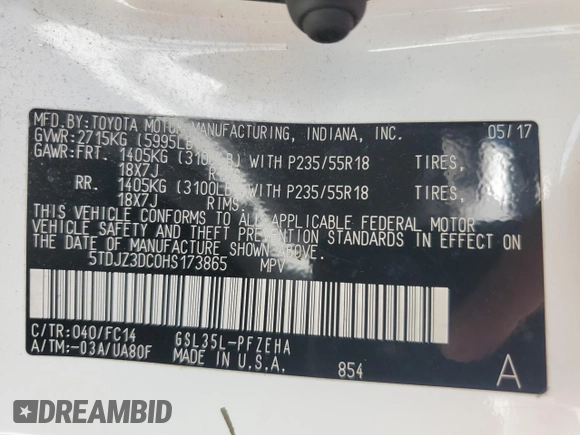 MFD.BY:TOYOTA MOTOR MANUFACTURING, INDIANA, INC. 05/17
GVWR:2715KG (5995LB)
GAWR:FRT. 1405KG (3100LB) WITH P235/55R18 TIRES,
18X7J
RR. 1405KG (3100LB) WITH P235/55R18 TIRES,
18X7J RIMS,
THIS VEHICLE CONFORMS TO ALL APPLICABLE FEDERAL MOTOR
VEHICLE SAFETY AND BUMPER STANDARDS IN EFFECT ON
THE DATE OF MANUFACTURE SHOWN ABOVE.
5TDJZ3DC0HS173865 MPV
C/TR:040/FC14 GSL35L-PFZEHA
A/TM:-03A/UA80F MADE IN U.S.A. 854 A
DREAMBID